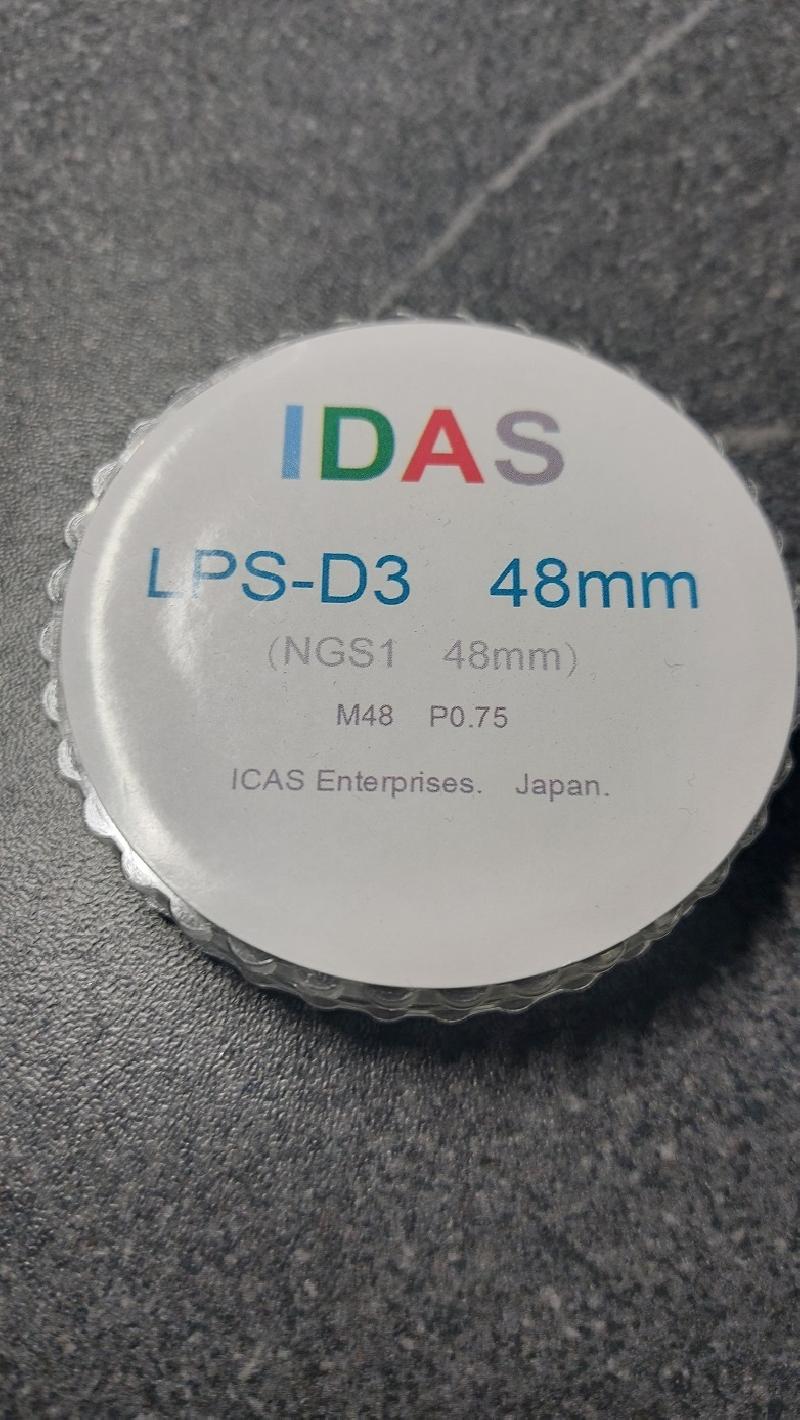 IDAS
LPS-D3 48mm
(NGS1 48mm)
M48 P0.75
ICAS Enterprises. Japan.